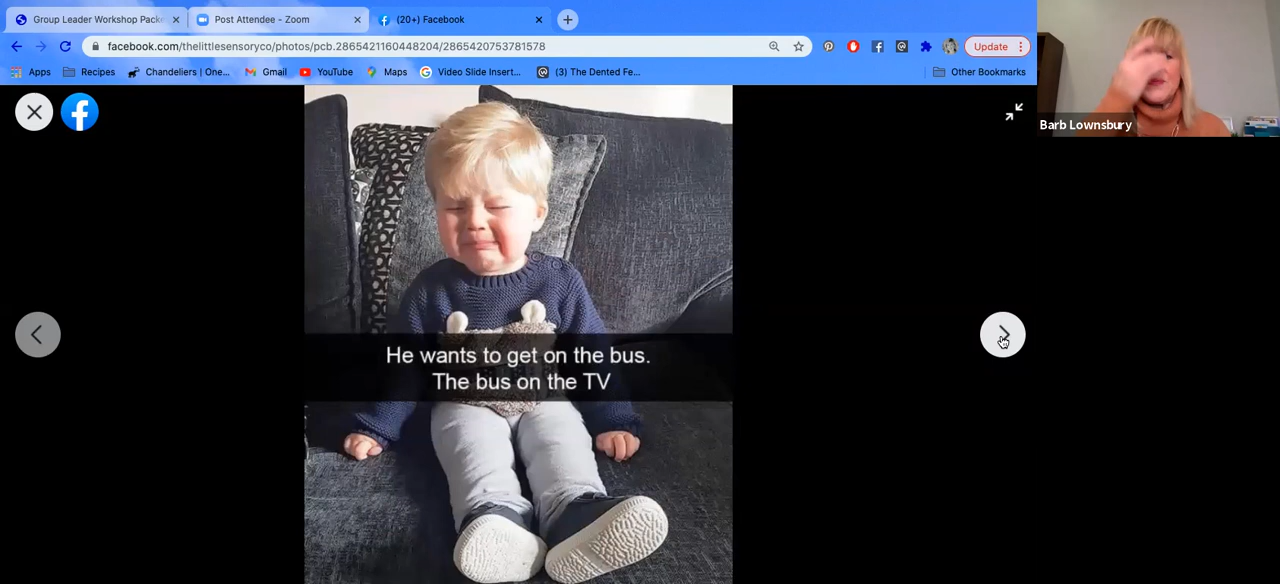 Group Leader Workshop Packe
Post Attendee - Zoom
(20+) Facebook
facebook.com/thelittlesensoryco/photos/pcb.2865421160448204/2865420753781578
Update
Apps
Recipes
Chandeliers | One...
Gmail
YouTube
Maps
Video Slide Insert...
(3) The Dented Fe...
Other Bookmarks
Barb Lownsbury
He wants to get on the bus.
The bus on the TV